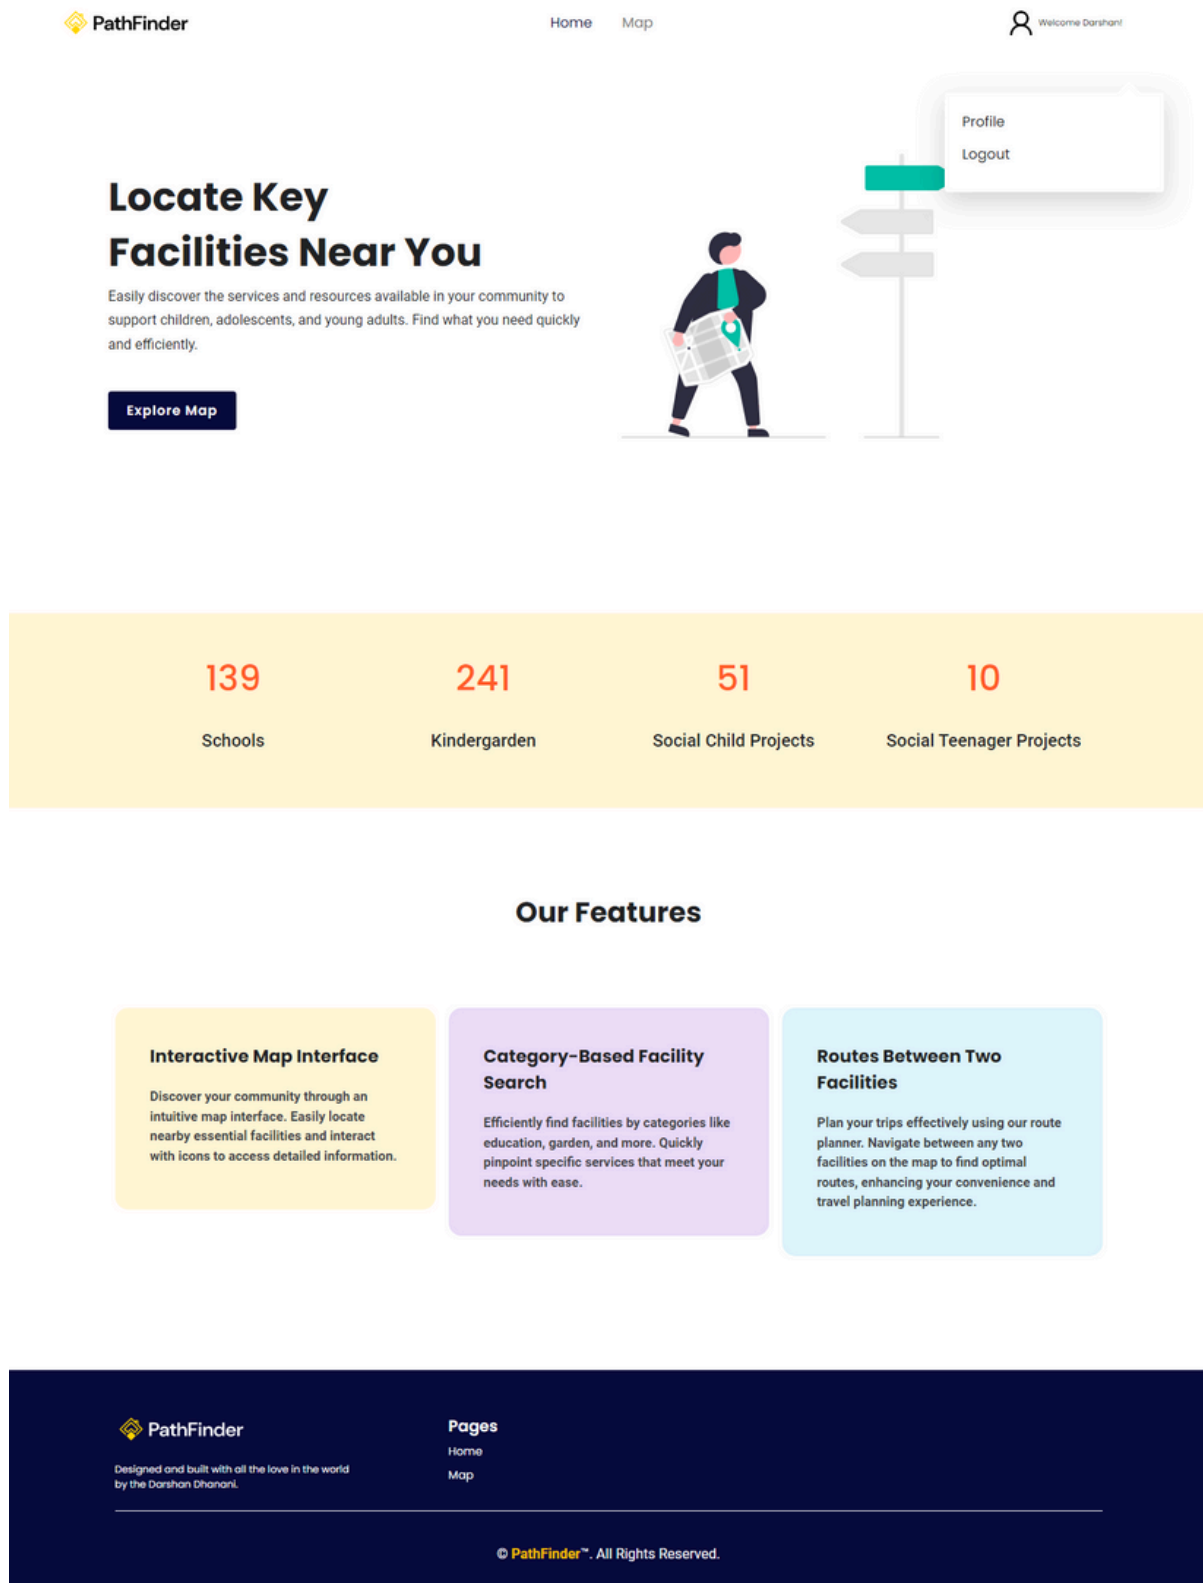 PathFinder
Home
Map
Welcome Darshan!
Profile
Logout
Locate Key
Facilities Near You
Easily discover the services and resources available in your community to
support children, adolescents, and young adults. Find what you need quickly
and efficiently.
Explore Map
139
Schools
241
Kindergarden
51
Social Child Projects
10
Social Teenager Projects
Our Features
Interactive Map Interface
Discover your community through an
intuitive map interface. Easily locate
nearby essential facilities and interact
with icons to access detailed information.
Category-Based Facility
Search
Efficiently find facilities by categories like
education, garden, and more. Quickly
pinpoint specific services that meet your
needs with ease.
Routes Between Two
Facilities
Plan your trips effectively using our route
planner. Navigate between any two
facilities on the map to find optimal
routes, enhancing your convenience and
travel planning experience.
PathFinder
Designed and built with all the love in the world
by the Darshan Dhanani.
Pages
Home
Map
© PathFinder™. All Rights Reserved.